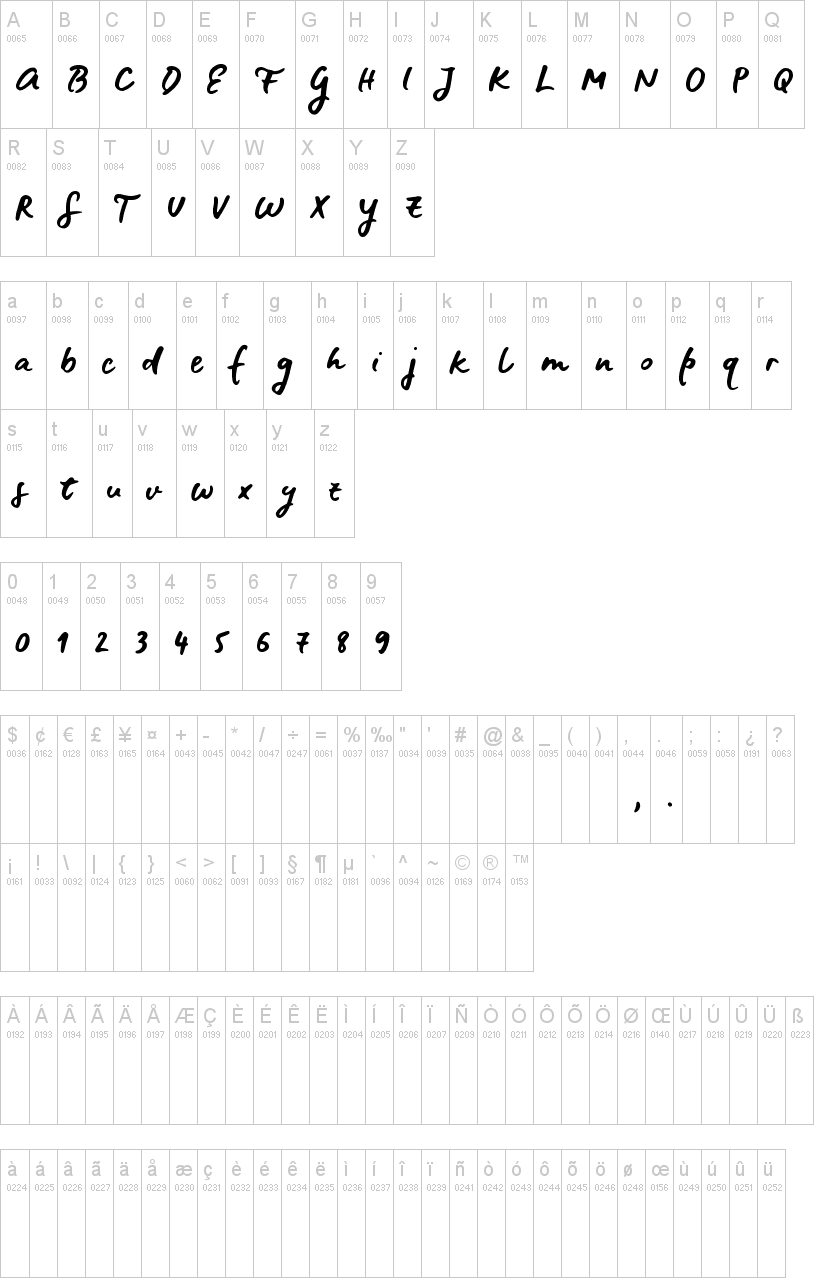 A B C D E F G H I J K L M N O P Q
0065 0066 0067 0068 0069 0070 0071 0072 0073 0074 0075 0076 0077 0078 0079 0080 0081
A B C D E F G H I J K L M N O P Q
R S T U V W X Y Z
0082 0083 0084 0085 0086 0087 0088 0089 0090
R S T U V W X Y Z
a b c d e f g h i j k l m n o p q r
0097 0098 0099 0100 0101 0102 0103 0104 0105 0106 0107 0108 0109 0110 0111 0112 0113 0114
a b c d e f g h i j k l m n o p q r
s t u v w x y z
0115 0116 0117 0118 0119 0120 0121 0122
s t u v w x y z
0 1 2 3 4 5 6 7 8 9
0048 0049 0050 0051 0052 0053 0054 0055 0056 0057
0 1 2 3 4 5 6 7 8 9
$ ¢ € £ ¥ ¤ + - * / ÷ = % ‰ " ' # @ & _ ( ) , . ; : ¿ ?
0036 0162 0128 0163 0165 0164 0043 0045 0042 0047 0247 0061 0037 0137 0034 0039 0035 0064 0038 0095 0040 0041 0044 0046 0059 0058 0191 0063
, .
¡ ! \ | { } < > [ ] § ¶ µ ` ^ ~ © ® ™
0161 0033 0092 0124 0123 0125 0060 0062 0091 0093 0167 0182 0181 0096 0094 0126 0169 0174 0153
À Á Â Ã Ä Å Æ Ç È É Ê Ë Ì Í Î Ï Ñ Ò Ó Ô Õ Ö Ø Œ Ù Ú Û Ü ß
0192 0193 0194 0195 0196 0197 0198 0199 0200 0201 0202 0203 0204 0205 0206 0207 0209 0210 0211 0212 0213 0214 0216 0140 0217 0218 0219 0220 0223
à á â ã ä å æ ç è é ê ë ì í î ï ñ ò ó ô õ ö ø œ ù ú û ü
0224 0225 0226 0227 0228 0229 0230 0231 0232 0233 0234 0235 0236 0237 0238 0239 0241 0242 0243 0244 0245 0246 0248 0156 0249 0250 0251 0252